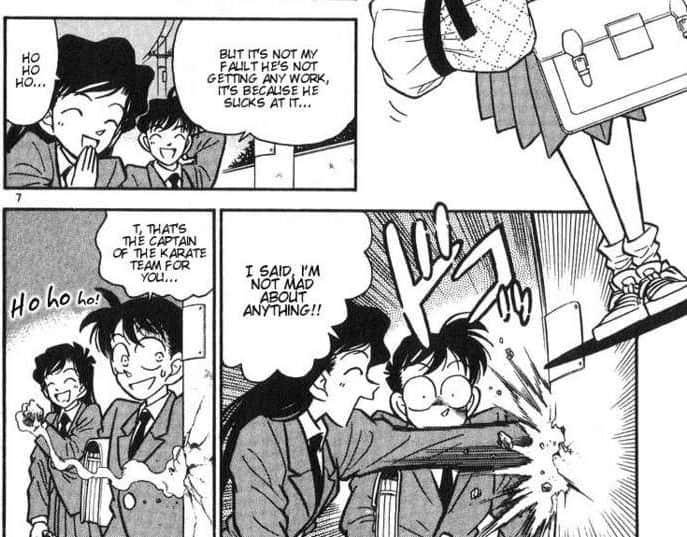 BUT IT'S NOT MY
FAULT HE'S NOT
GETTING ANY WORK,
IT'S BECAUSE HE
SUCKS AT IT...
HO
HO
HO...
7
I SAID, I'M
NOT MAD
ABOUT
ANYTHING!!
T, THAT'S
THE CAPTAIN
OF THE KARATE
TEAM FOR
YOU...
Ho ho ho!